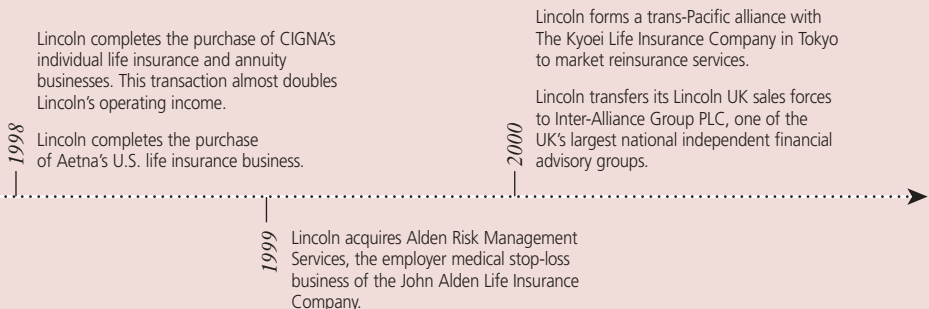 1998
Lincoln completes the purchase of CIGNA's
individual life insurance and annuity
businesses. This transaction almost doubles
Lincoln's operating income.
Lincoln completes the purchase
of Aetna's U.S. life insurance business.
1999
Lincoln acquires Alden Risk Management
Services, the employer medical stop-loss
business of the John Alden Life Insurance
Company.
2000
Lincoln forms a trans-Pacific alliance with
The Kyoei Life Insurance Company in Tokyo
to market reinsurance services.
Lincoln transfers its Lincoln UK sales forces
to Inter-Alliance Group PLC, one of the
UK's largest national independent financial
advisory groups.